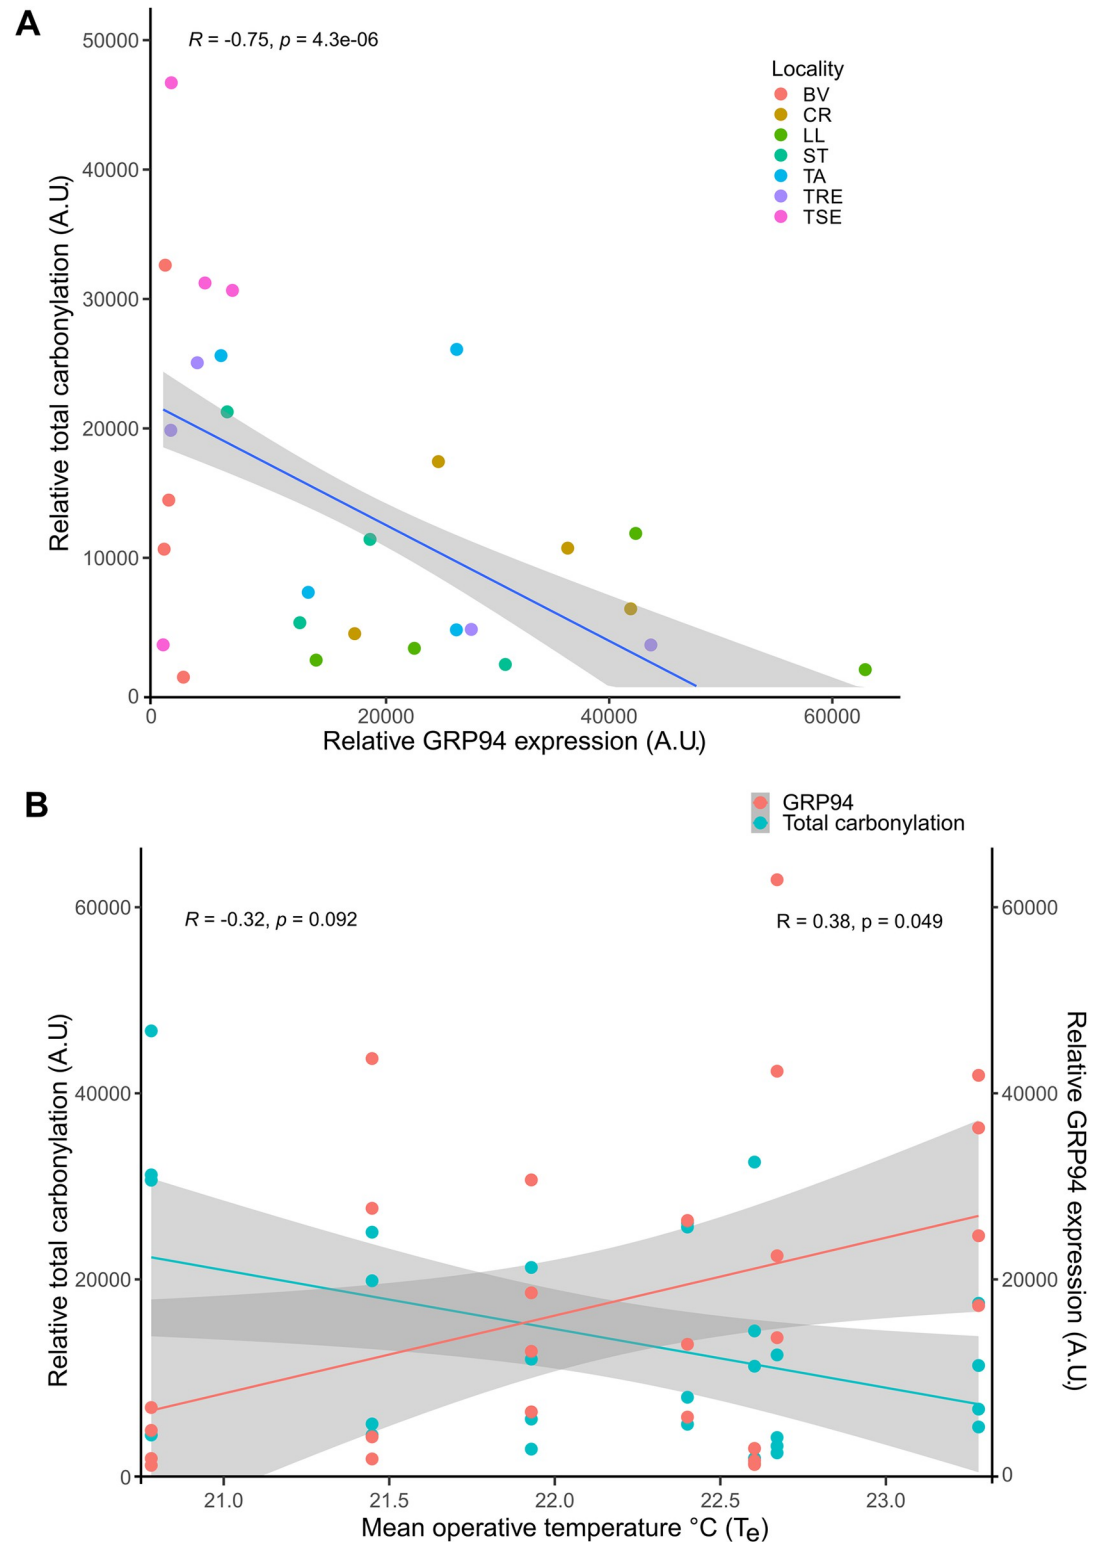 A
R = -0.75, p = 4.3e-06
Locality
BV
CR
LL
ST
TA
TRE
TSE
50000
40000
30000
20000
10000
0
Relative total carbonylation (A.U.)
0 20000 40000 60000
Relative GRP94 expression (A.U.)
B
GRP94
Total carbonylation
R = -0.32, p = 0.092
R = 0.38, p = 0.049
60000
40000
20000
0
Relative total carbonylation (A.U.)
60000
40000
20000
0
Relative GRP94 expression (A.U.)
21.0 21.5 22.0 22.5 23.0
Mean operative temperature °C (Te)